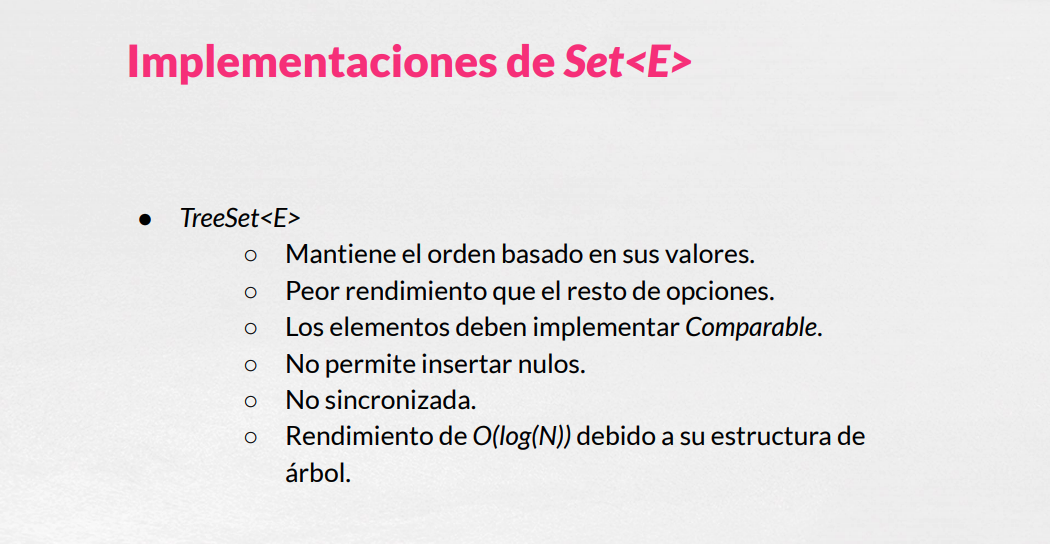 Implementaciones de Set<E>
● TreeSet<E>
○ Mantiene el orden basado en sus valores.
○ Peor rendimiento que el resto de opciones.
○ Los elementos deben implementar Comparable.
○ No permite insertar nulos.
○ No sincronizada.
○ Rendimiento de O(log(N)) debido a su estructura de
árbol.